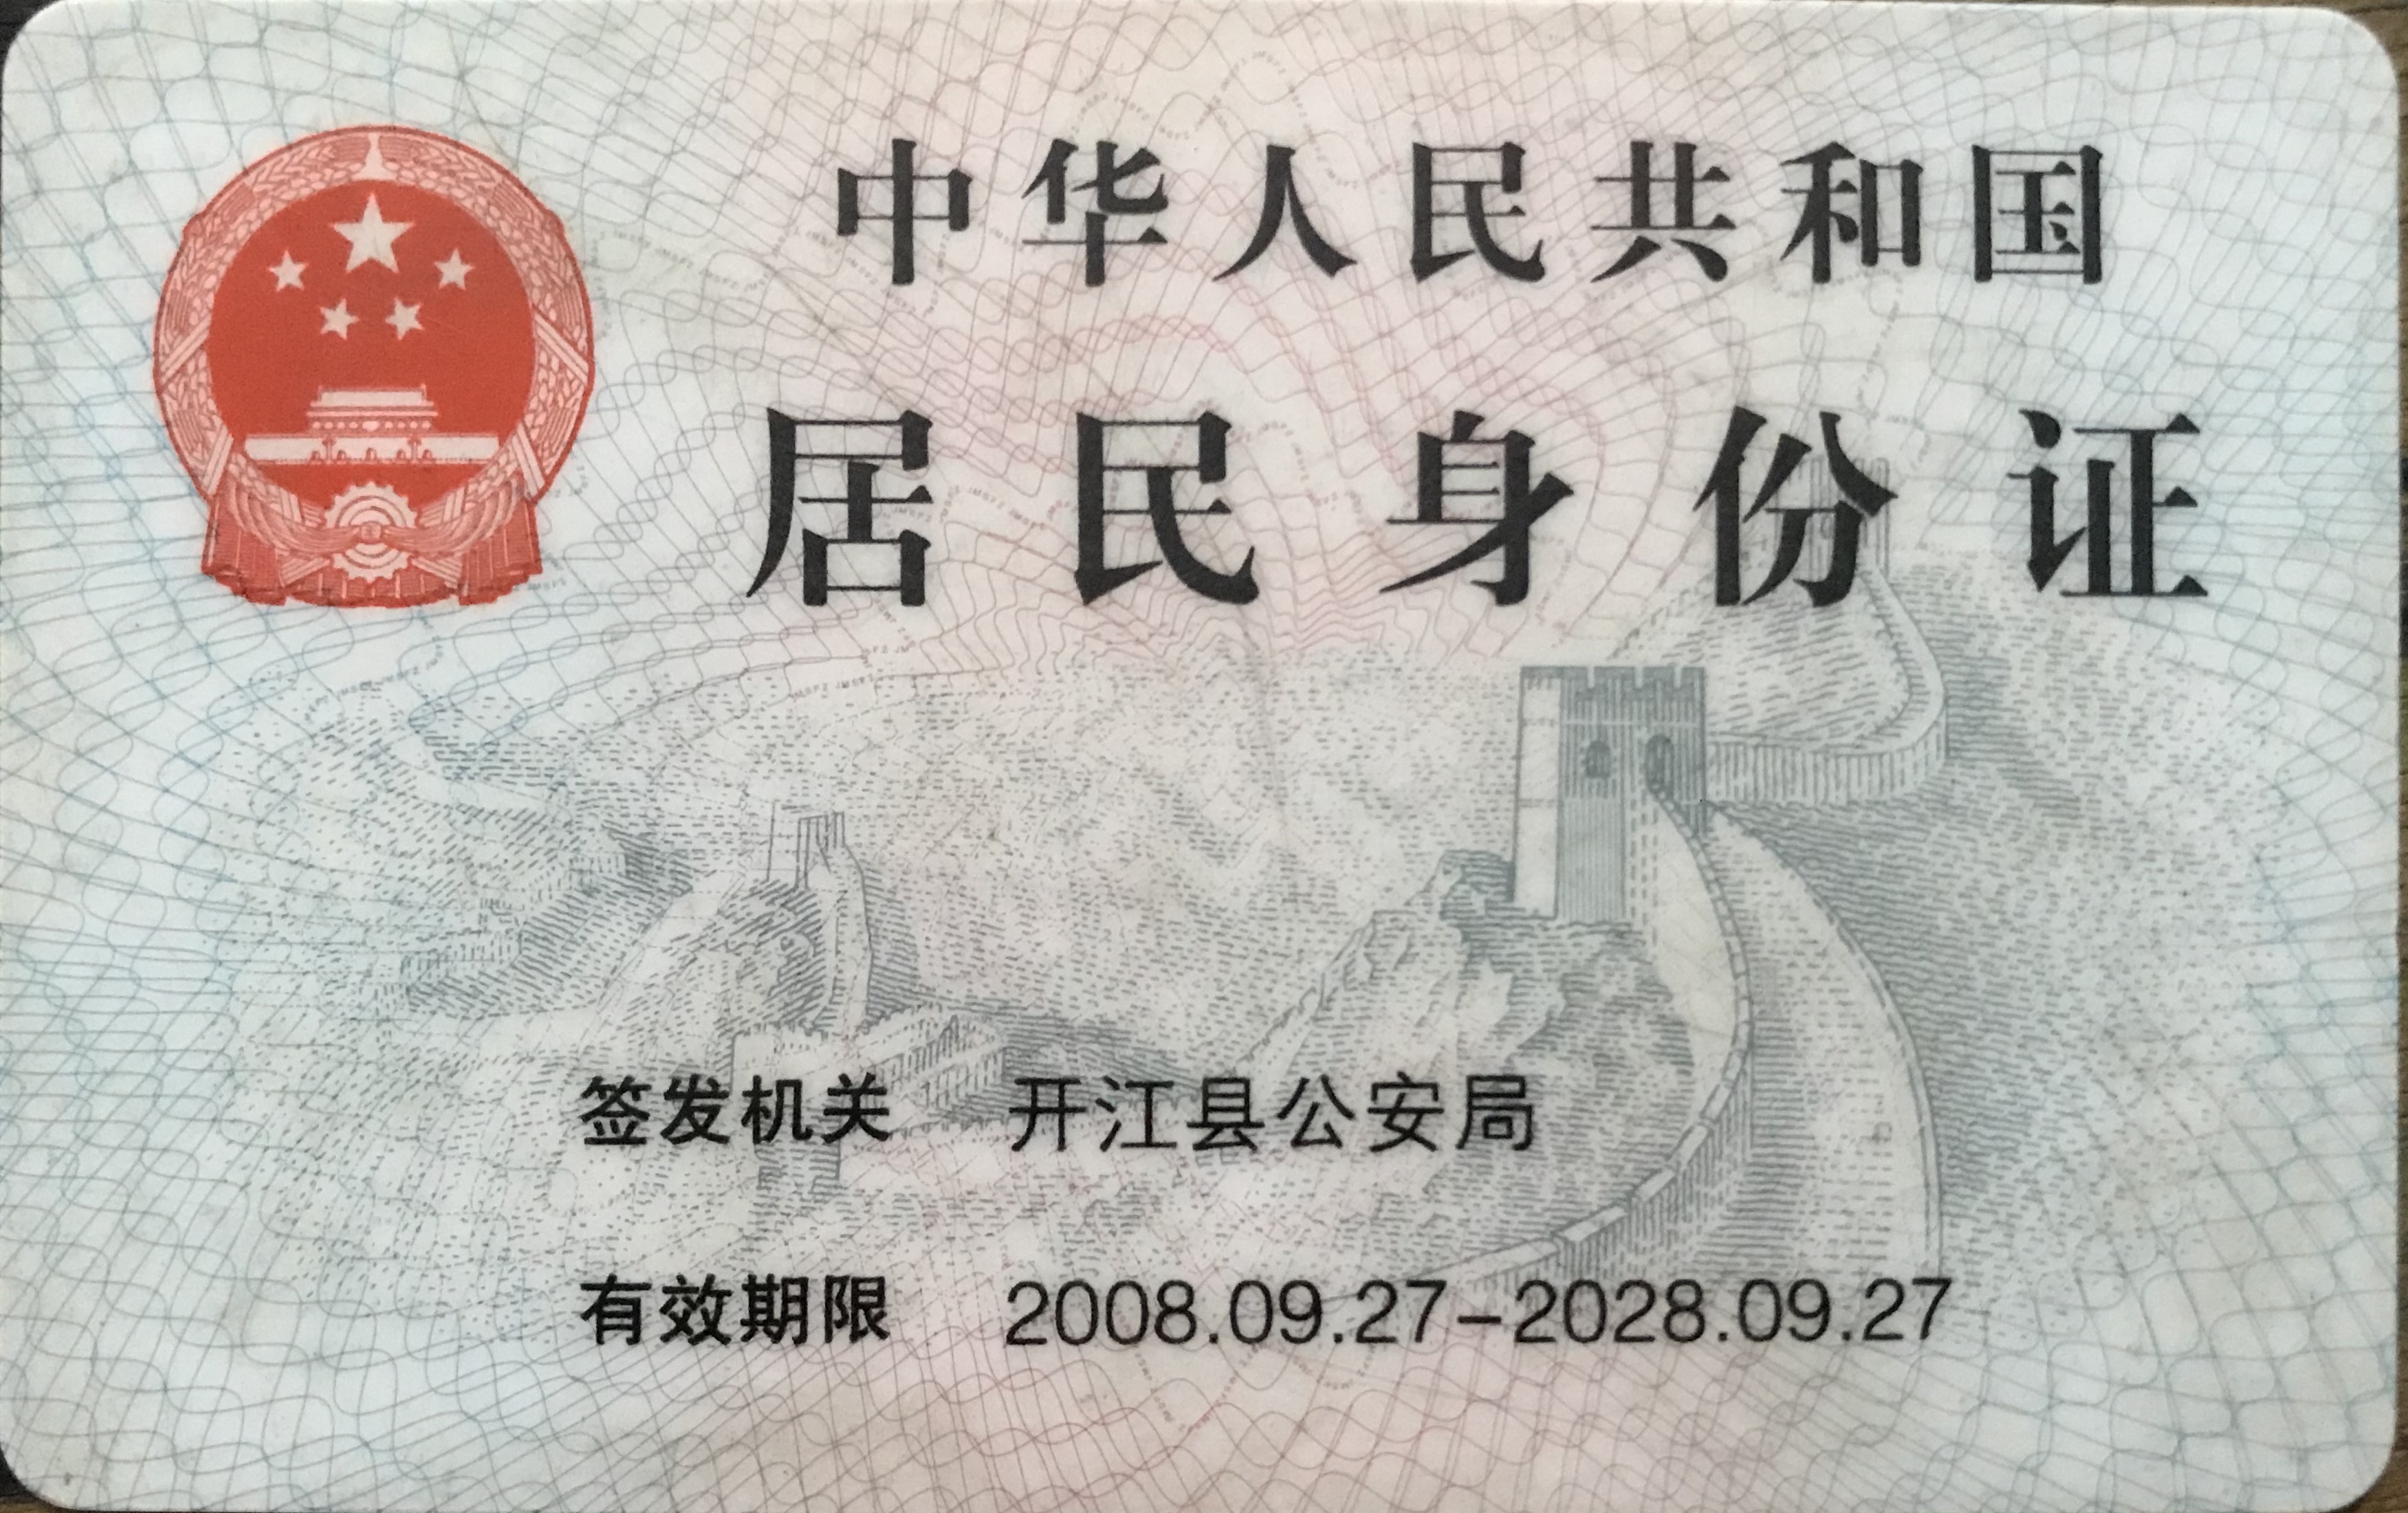 中华人民共和国
居民身份证
签发机关 开江县公安局
有效期限 2008.09.27-2028.09.27